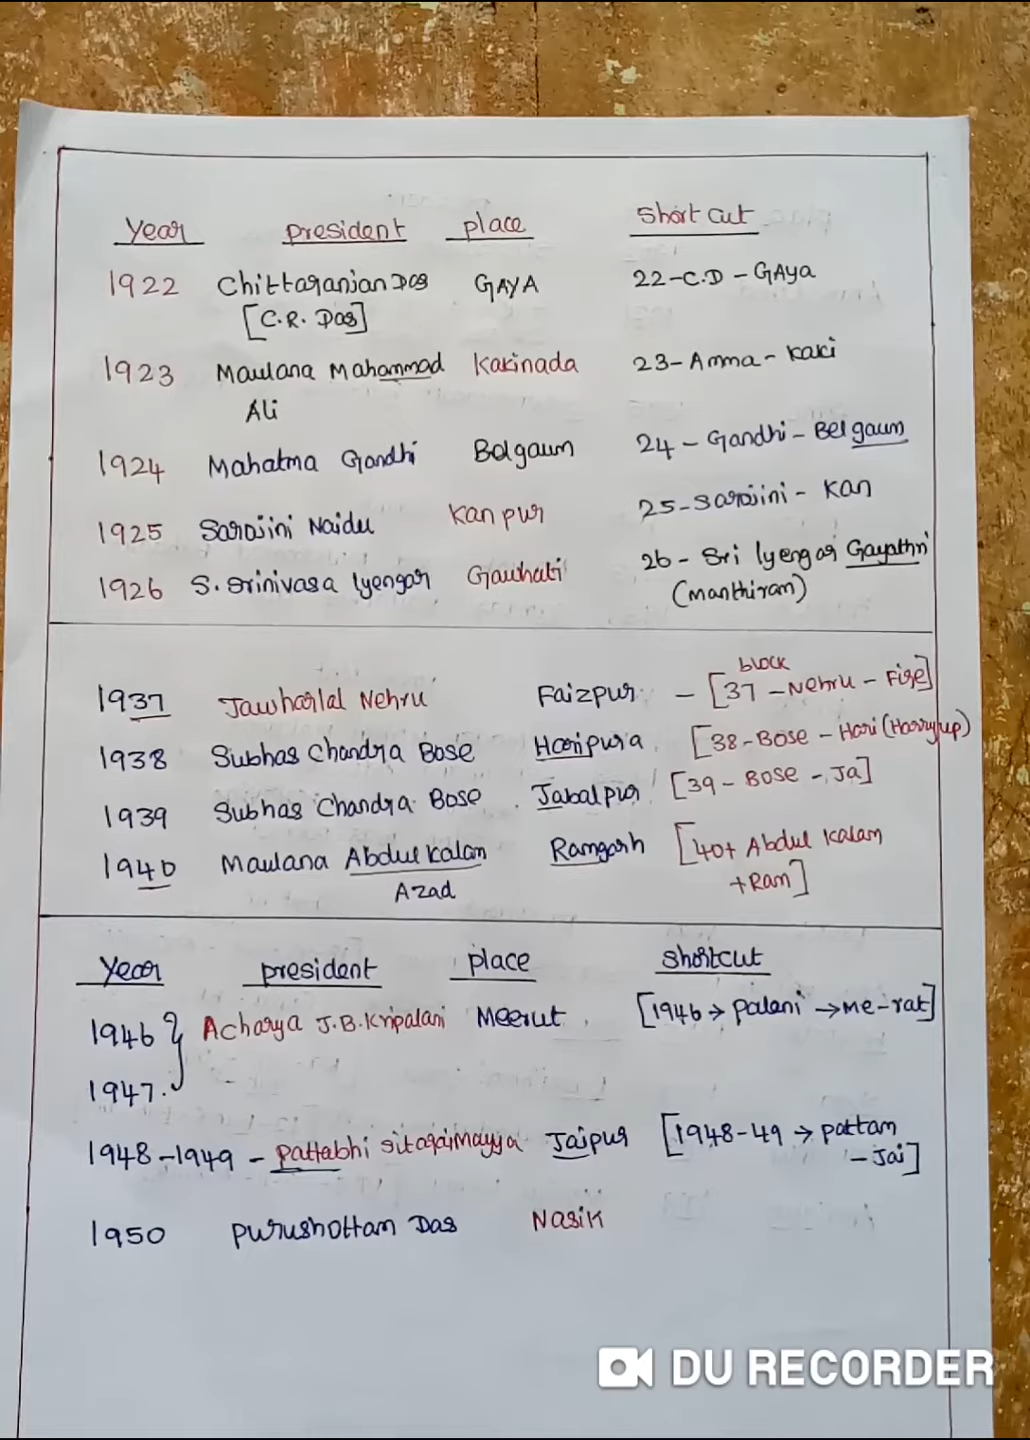 Year president place Short cut
1922 Chittaranjan Das GAYA 22-C.D - GAya
[C.R. Das]
1923 Maulana Mahammad Kakinada 23-Amma - Kaki
Ali
1924 Mahatma Gandhi Belgaum 24 - Gandhi - Belgaum
1925 Sarojini Naidu Kanpur 25-Sarojini - Kan
1926 S. Srinivasa Iyengar Gauhati 26 - Sri Iyengar Gayathri
(Manthiram)
block
1937 Jawharlal Nehru Faizpur - [37 -Nehru - Fire]
1938 Subhas Chandra Bose Haripura [38-Bose - Hari (Harryup)
1939 Subhas Chandra Bose Jabalpur [39 - Bose - Ja]
1940 Maulana Abdul Kalam Ramgarh [40+ Abdul Kalam
Azad +Ram]
Year president place shortcut
1946 Acharya J.B. Kripalani Meerut. [1946 → palani → me-rat]
1947.
1948-1949 - Pattabhi Sitaraimayya Jaipur [1948-49 → pattam
- Jai]
1950 Purushottam Das Nasik
DU RECORDER